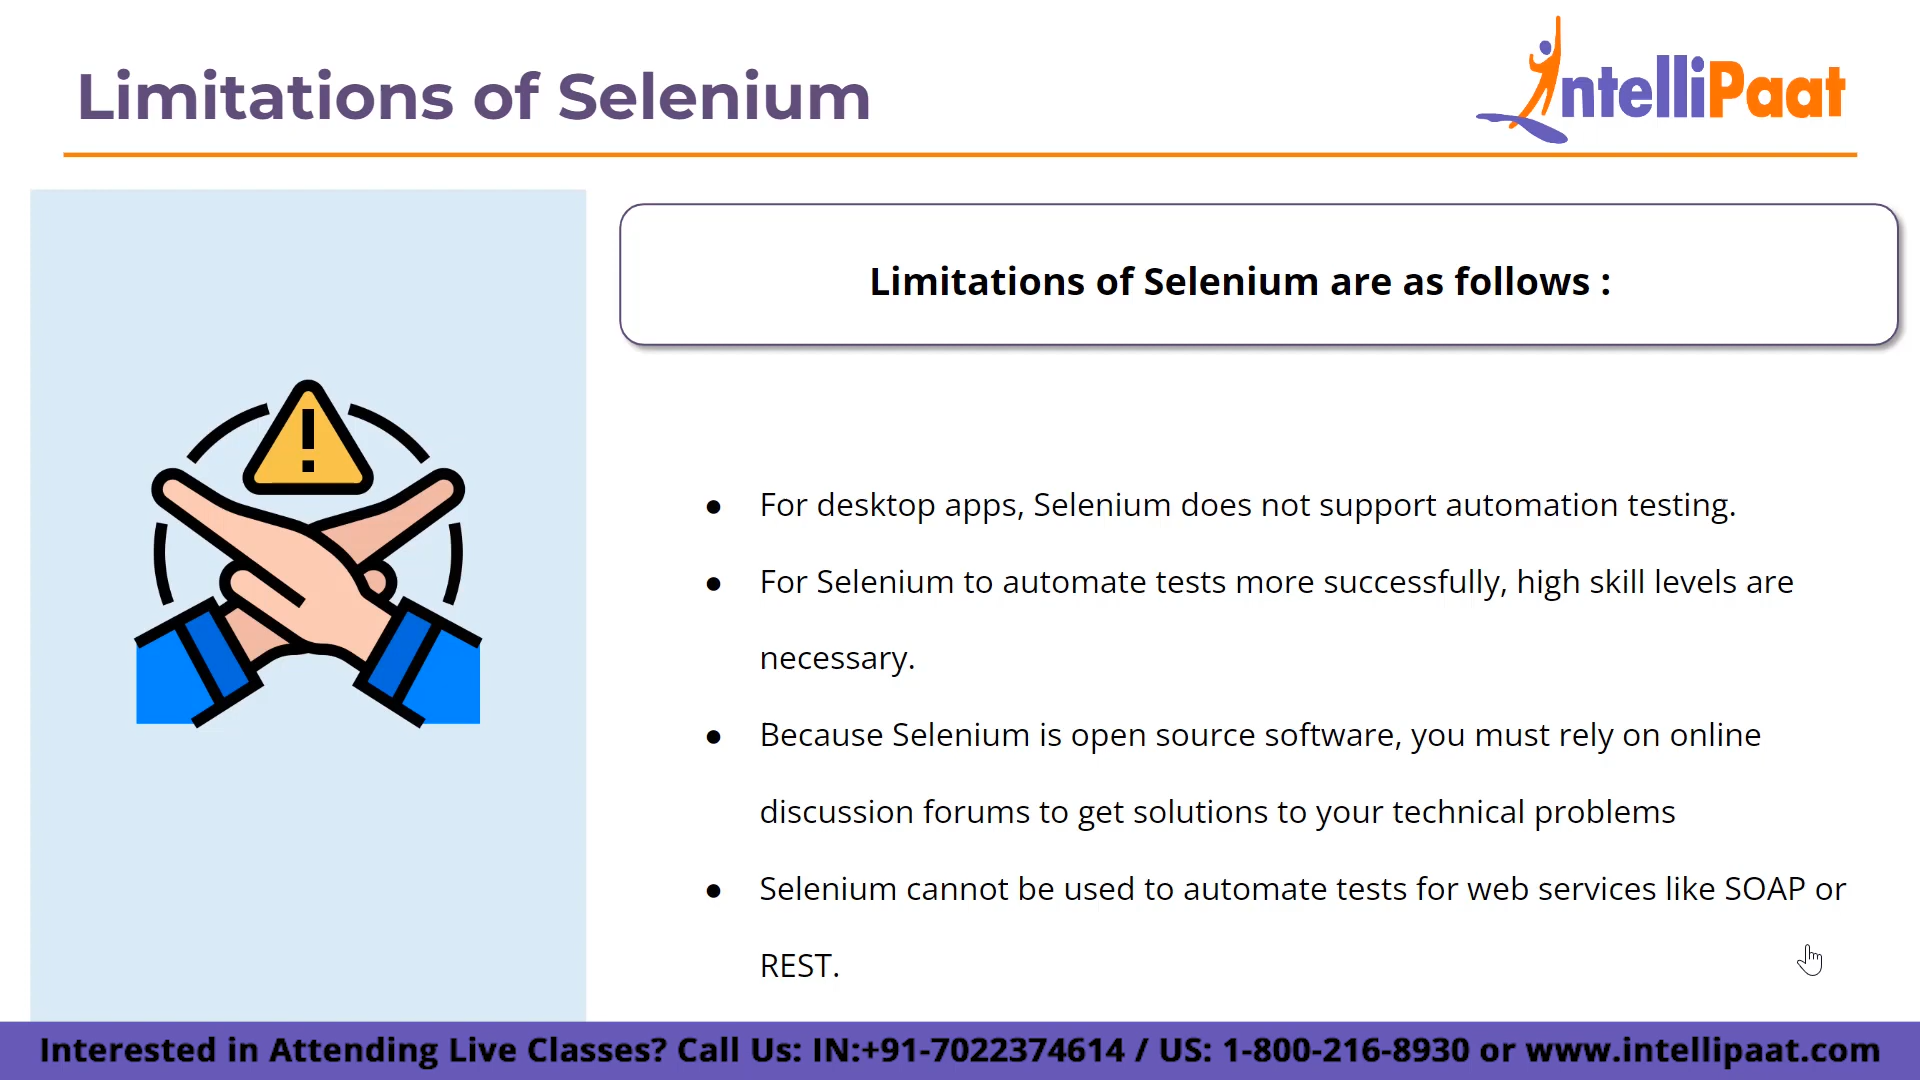 Limitations of Selenium
IntelliPaat
Limitations of Selenium are as follows :
● For desktop apps, Selenium does not support automation testing.
● For Selenium to automate tests more successfully, high skill levels are
necessary.
● Because Selenium is open source software, you must rely on online
discussion forums to get solutions to your technical problems
● Selenium cannot be used to automate tests for web services like SOAP or
REST.
Interested in Attending Live Classes? Call Us: IN:+91-7022374614 / US: 1-800-216-8930 or www.intellipaat.com